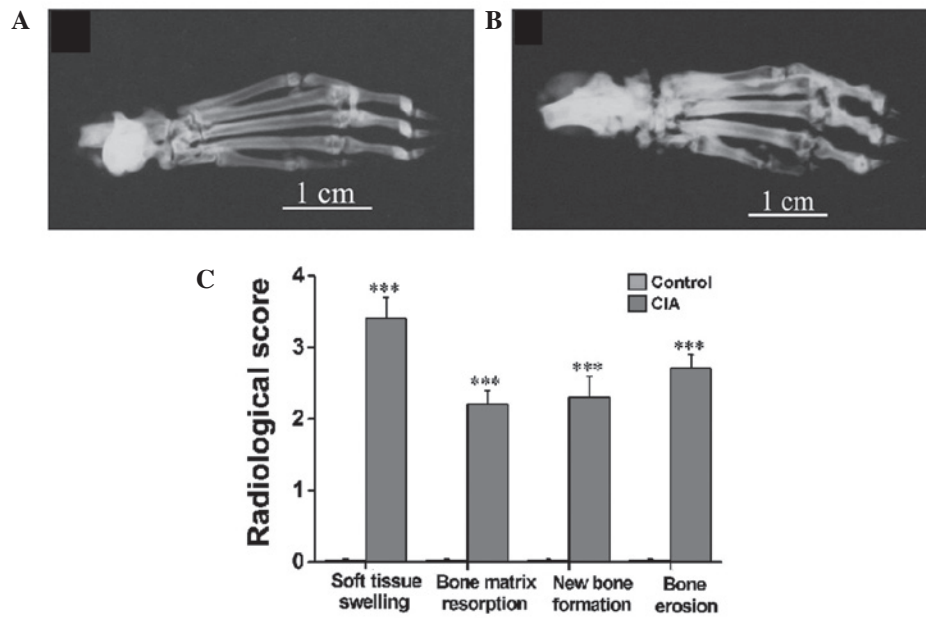 A
B
1 cm
1 cm
C
Radiological score
4
3
2
1
0
Control
CIA
***
***
***
***
Soft tissue
swelling
Bone matrix
resorption
New bone
formation
Bone
erosion